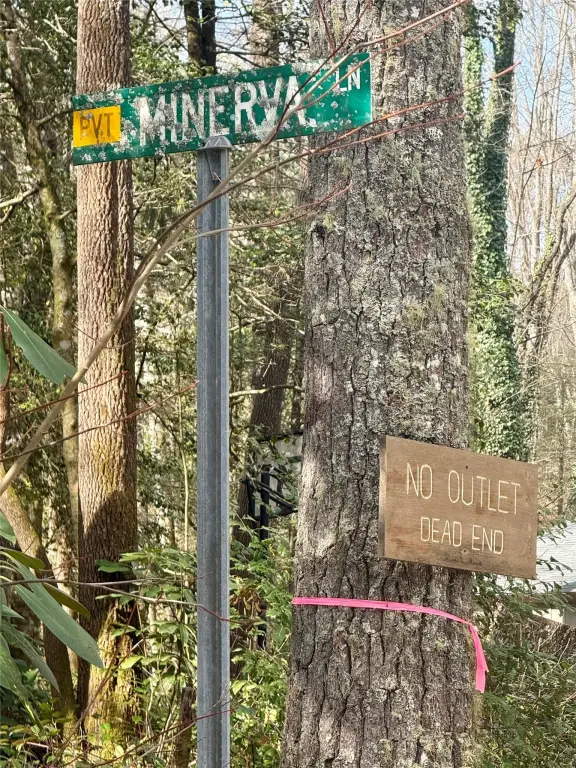 PVT MINERVA LN
NO OUTLET
DEAD END